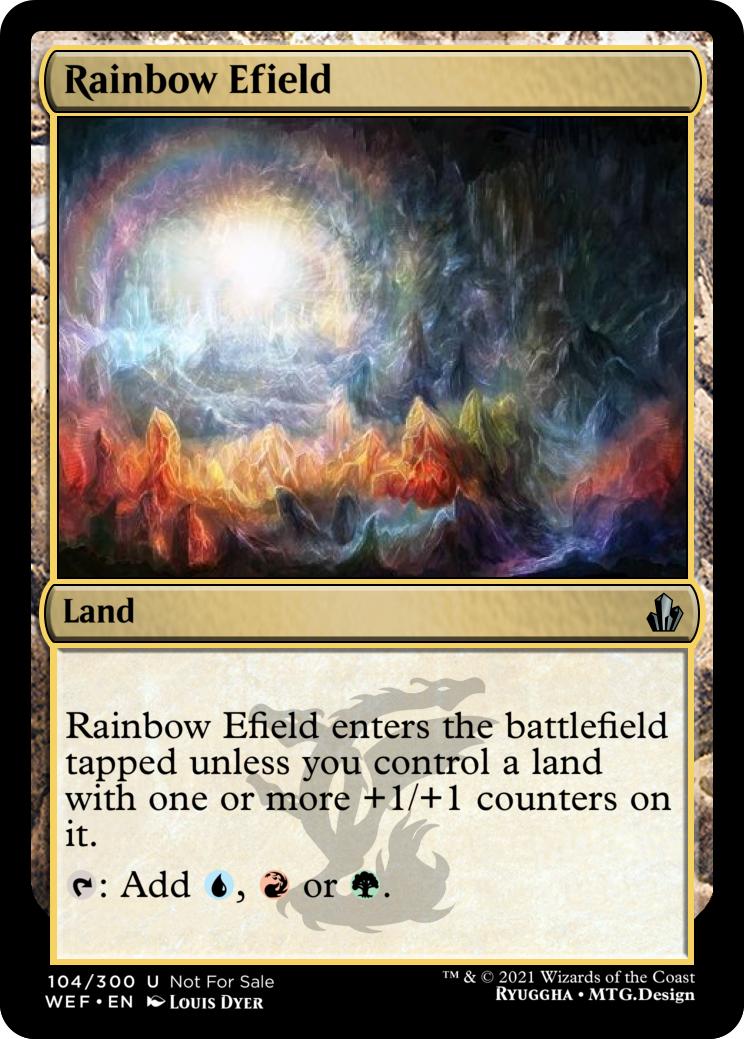 Rainbow Efield
Land
Rainbow Efield enters the battlefield
tapped unless you control a land
with one or more +1/+1 counters on
it.
: Add , or .
104/300 U Not For Sale
WEF • EN Louis Dyer
™ & © 2021 Wizards of the Coast
Ryuggha • MTG.Design